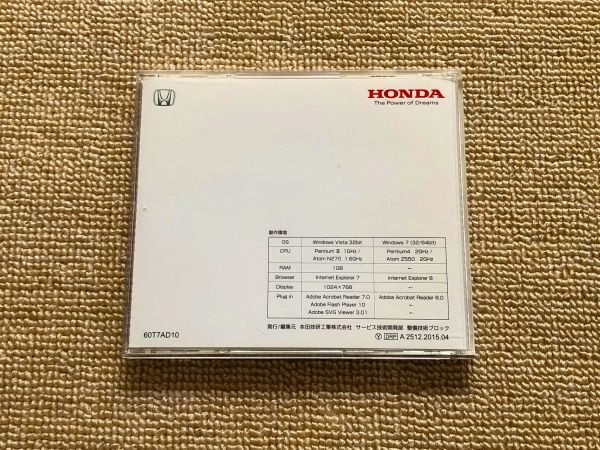 HONDA
The Power of Dreams
動作環境
OS Windows Vista 32bit Windows 7 (32/64bit)
CPU Pentium Ⅲ 1GHz / Pentium4 2GHz /
Atom N270 1.6GHz Atom Z550 2GHz
RAM 1GB ←
Browser Internet Explorer 7 Internet Explorer 8
Display 1024×768 ←
Plug in Adobe Acrobat Reader 7.0 Adobe Acrobat Reader 8.0
Adobe Flash Player 10 ←
Adobe SVG Viewer 3.01 ←
発行/編集元 本田技研工業株式会社 サービス技術開発部 整備技術ブロック
60T7AD10
Ⓨ DMP A 2512.2015.04